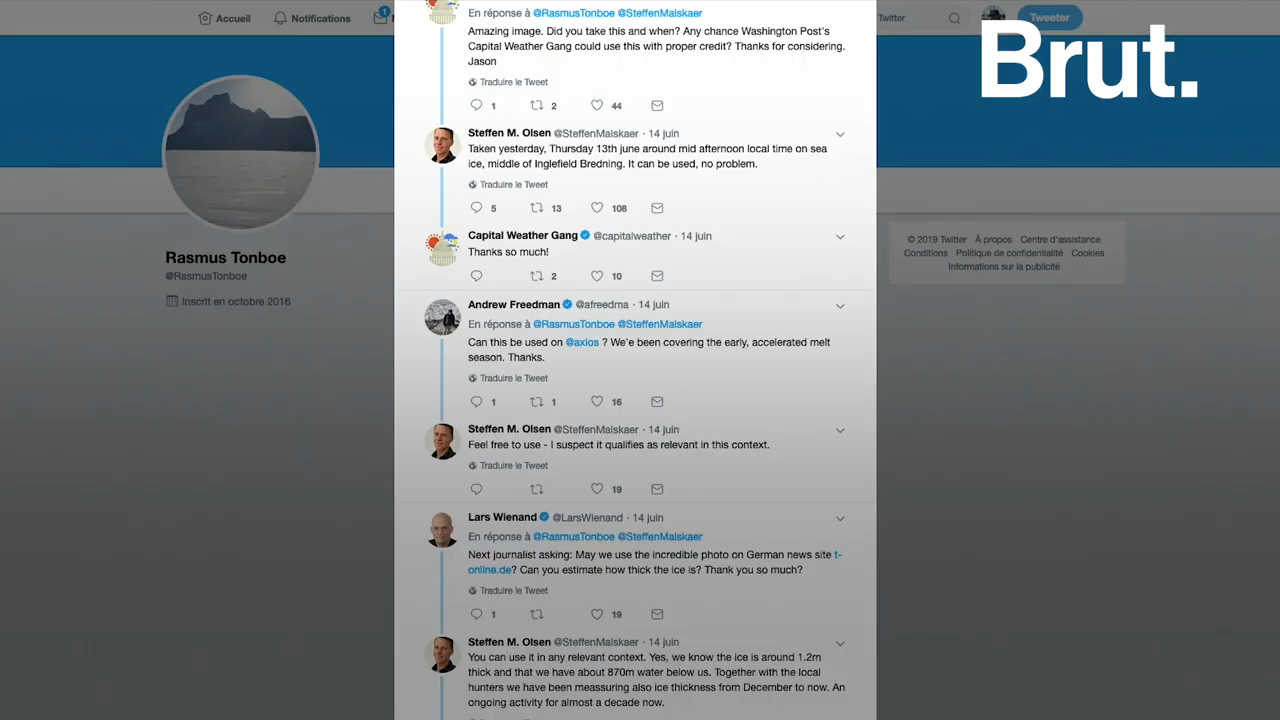 Accueil
Notifications
1
Twitter
Tweeter
Brut.
Rasmus Tonboe
@RasmusTonboe
Inscrit en octobre 2016
En réponse à @RasmusTonboe @SteffenMalskaer
Amazing image. Did you take this and when? Any chance Washington Post's
Capital Weather Gang could use this with proper credit? Thanks for considering.
Jason
Traduire le Tweet
1 2 44
Steffen M. Olsen @SteffenMalskaer · 14 juin
Taken yesterday, Thursday 13th june around mid afternoon local time on sea
ice, middle of Inglefield Bredning. It can be used, no problem.
Traduire le Tweet
5 13 108
Capital Weather Gang @capitalweather · 14 juin
Thanks so much!
2 10
Andrew Freedman @afreedma · 14 juin
En réponse à @RasmusTonboe @SteffenMalskaer
Can this be used on @axios ? We'e been covering the early, accelerated melt
season. Thanks.
Traduire le Tweet
1 1 16
Steffen M. Olsen @SteffenMalskaer · 14 juin
Feel free to use - I suspect it qualifies as relevant in this context.
Traduire le Tweet
19
Lars Wienand @LarsWienand · 14 juin
En réponse à @RasmusTonboe @SteffenMalskaer
Next journalist asking: May we use the incredible photo on German news site t-
online.de? Can you estimate how thick the ice is? Thank you so much?
Traduire le Tweet
1 19
Steffen M. Olsen @SteffenMalskaer · 14 juin
You can use it in any relevant context. Yes, we know the ice is around 1.2m
thick and that we have about 870m water below us. Together with the local
hunters we have been meassuring also ice thickness from December to now. An
ongoing activity for almost a decade now.
© 2019 Twitter À propos Centre d'assistance
Conditions Politique de confidentialité Cookies
Informations sur la publicité